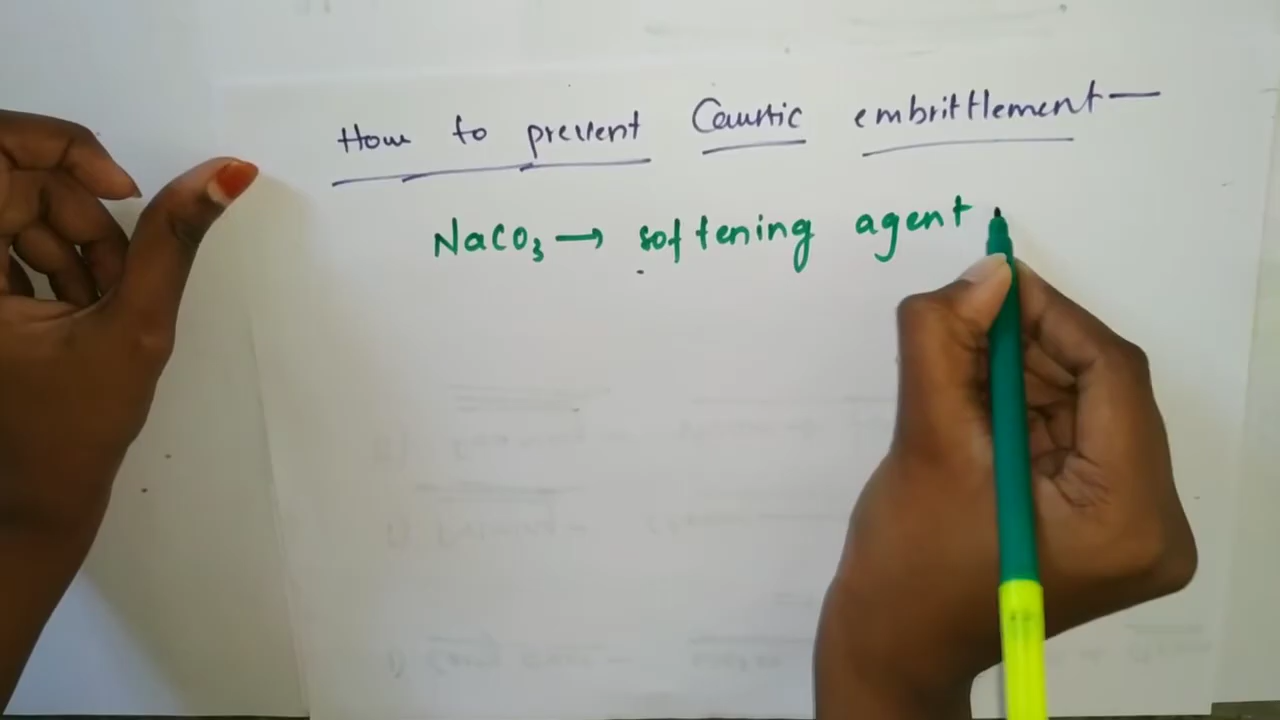 How to prevent Caustic embrittlement —
NaCO₃ → softening agent